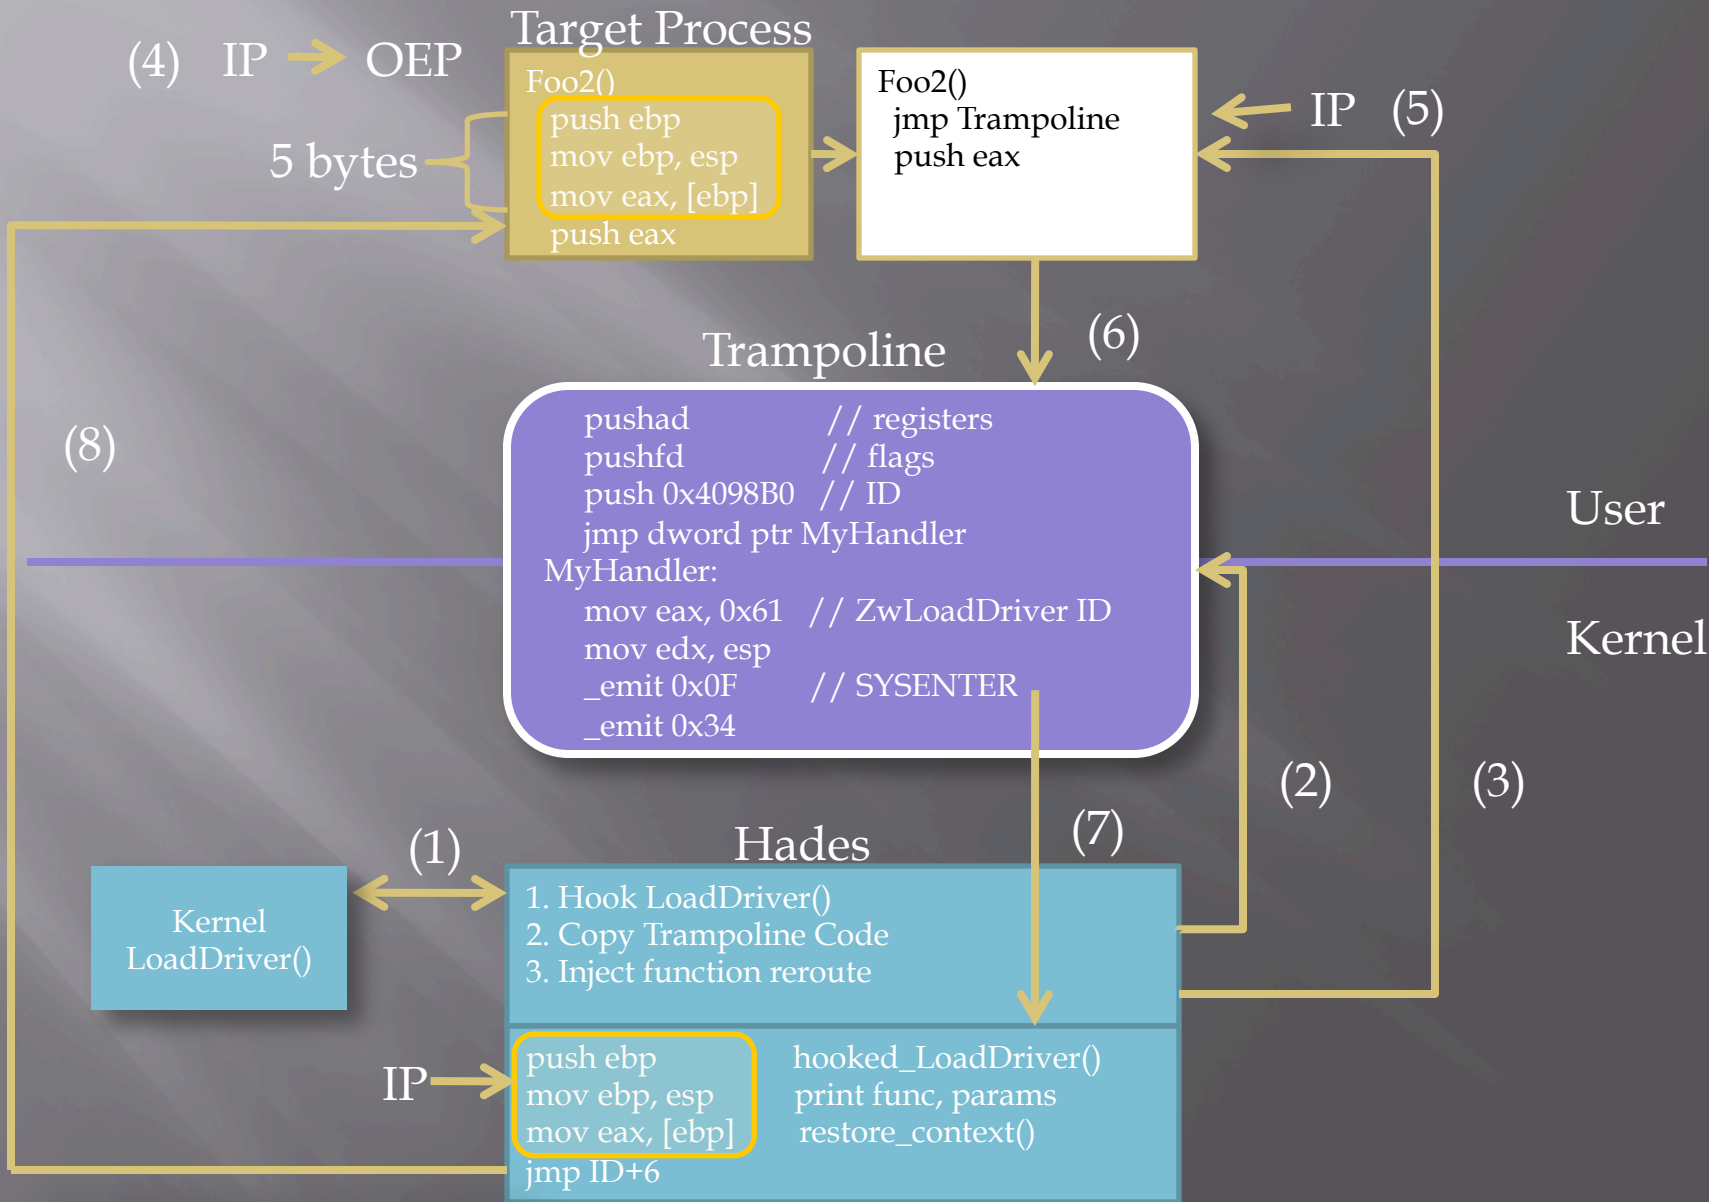 Target Process
(4) IP OEP
Foo2()
push ebp
mov ebp, esp
mov eax, [ebp]
push eax
5 bytes
Foo2()
jmp Trampoline
push eax
IP (5)
(6)
Trampoline
pushad // registers
pushfd // flags
push 0x4098B0 // ID
jmp dword ptr MyHandler
MyHandler:
mov eax, 0x61 // ZwLoadDriver ID
mov edx, esp
_emit 0x0F // SYSENTER
_emit 0x34
(8)
User
Kernel
(2)
(3)
(7)
(1)
Hades
Kernel
LoadDriver()
1. Hook LoadDriver()
2. Copy Trampoline Code
3. Inject function reroute
IP
push ebp
mov ebp, esp
mov eax, [ebp]
jmp ID+6
hooked_LoadDriver()
print func, params
restore_context()